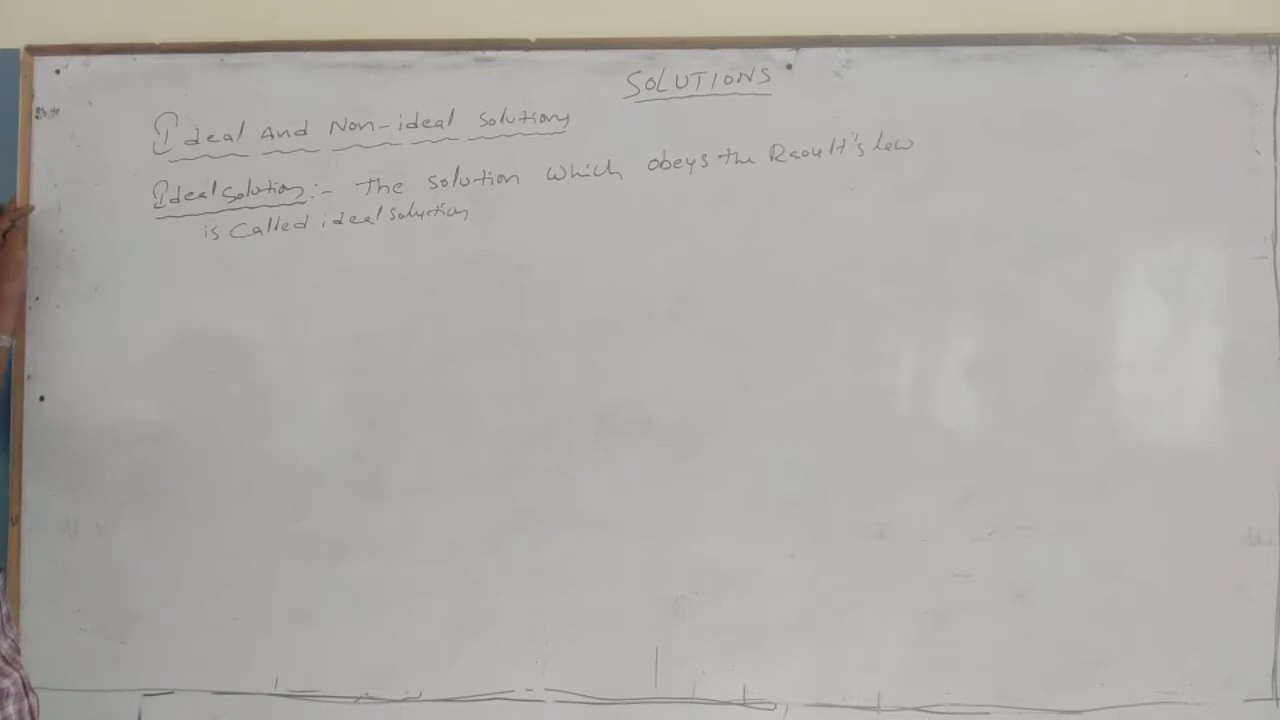 SOLUTIONS
Ideal And Non-ideal solutions
Ideal solution:- The solution which obeys the Raoult's law
is called ideal solution